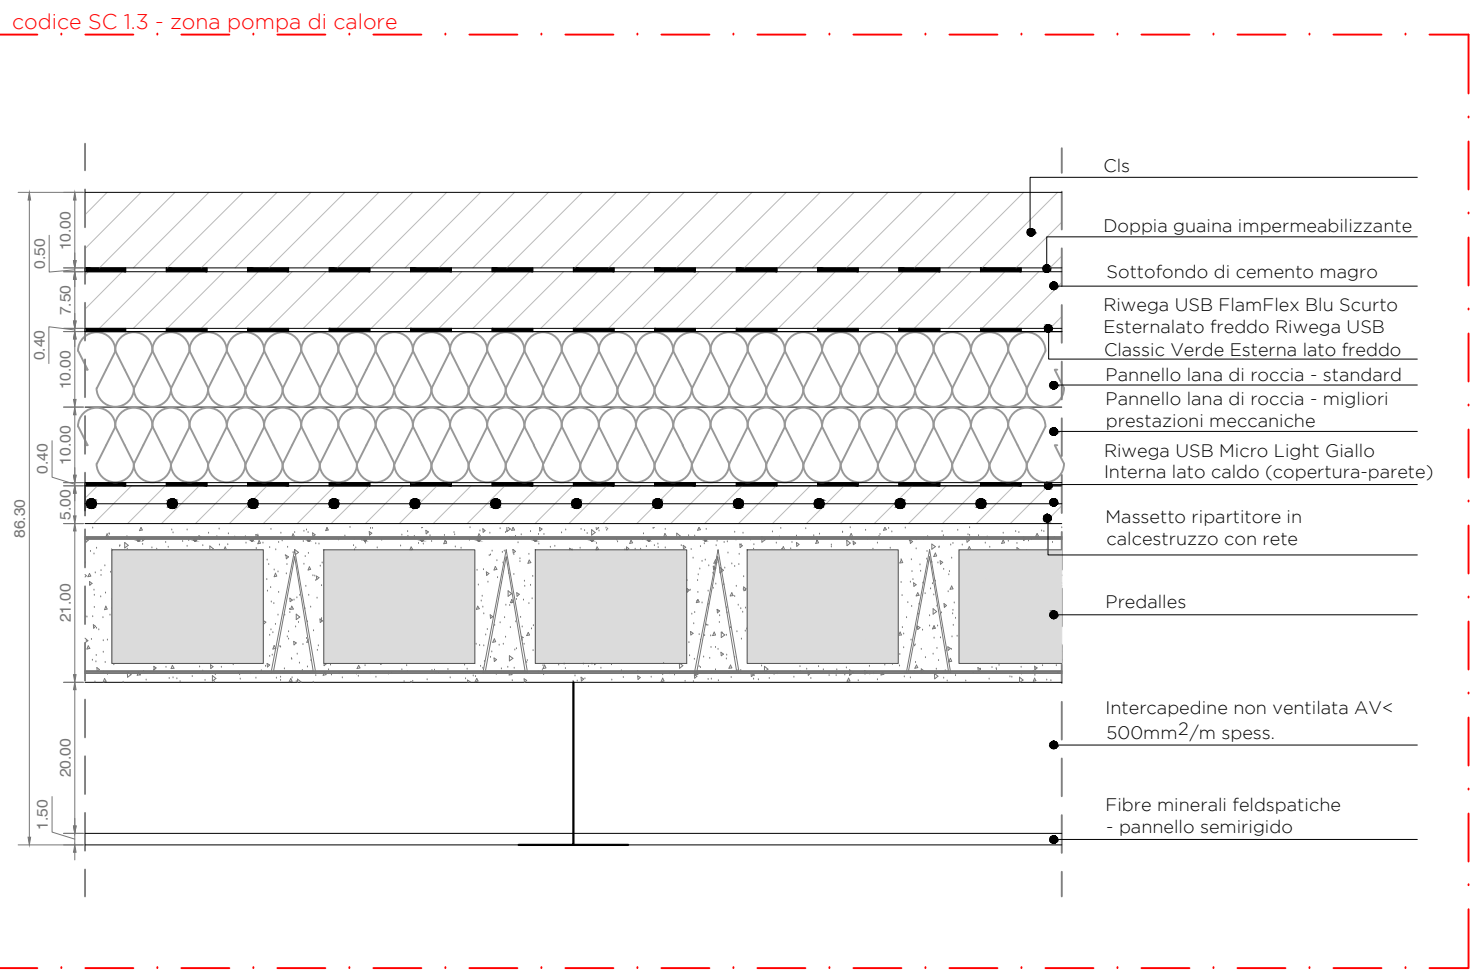 codice SC 1.3 - zona pompa di calore
Cls
Doppia guaina impermeabilizzante
Sottofondo di cemento magro
Riwega USB FlamFlex Blu Scurto
Esternalato freddo Riwega USB
Classic Verde Esterna lato freddo
Pannello lana di roccia - standard
Pannello lana di roccia - migliori
prestazioni meccaniche
Riwega USB Micro Light Giallo
Interna lato caldo (copertura-parete)
Massetto ripartitore in
calcestruzzo con rete
Predalles
Intercapedine non ventilata AV<
500mm²/m spess.
Fibre minerali feldspatiche
- pannello semirigido
10.00
0.50
7.50
0.40
10.00
10.00
0.40
5.00
21.00
20.00
1.50
86.30